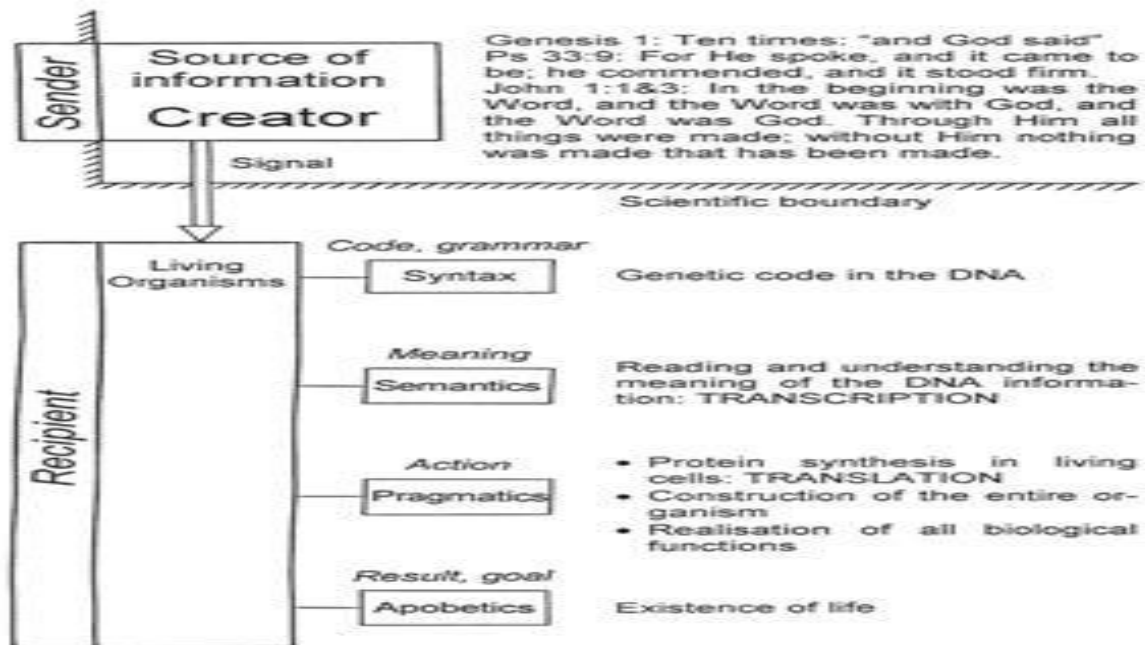 Sender
Source of
information
Creator
Genesis 1: Ten times: "and God said"
Ps 33:9: For He spoke, and it came to
be; he commended, and it stood firm.
John 1:1&3: In the beginning was the
Word, and the Word was with God, and
the Word was God. Through Him all
things were made; without Him nothing
was made that has been made.
Signal
Scientific boundary
Recipient
Living
Organisms
Code, grammar
Syntax
Genetic code in the DNA
Meaning
Semantics
Reading and understanding the
meaning of the DNA informa-
tion: TRANSCRIPTION
Action
Pragmatics
• Protein synthesis in living
cells: TRANSLATION
• Construction of the entire or-
ganism
• Realisation of all biological
functions
Result, goal
Apobetics
Existence of life